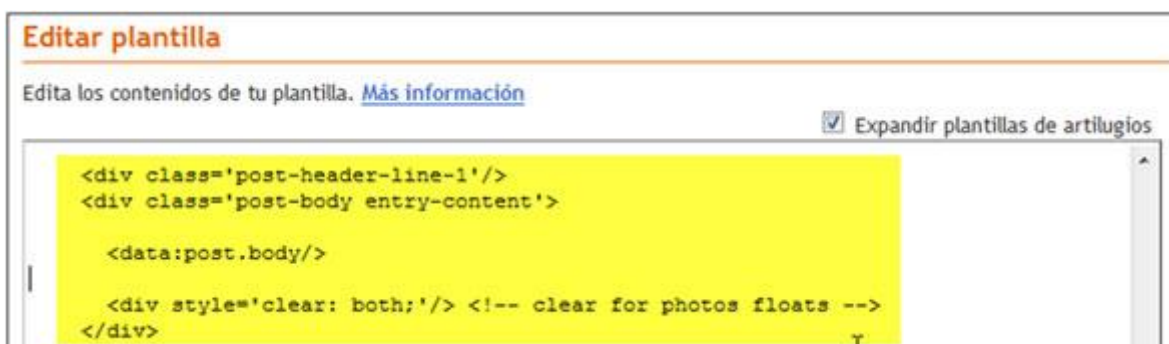 Editar plantilla
Edita los contenidos de tu plantilla. Más información
Expandir plantillas de artilugios
<div class='post-header-line-1'/>
<div class='post-body entry-content'>
<data:post.body/>
<div style='clear: both;'/> <!-- clear for photos floats -->
</div>